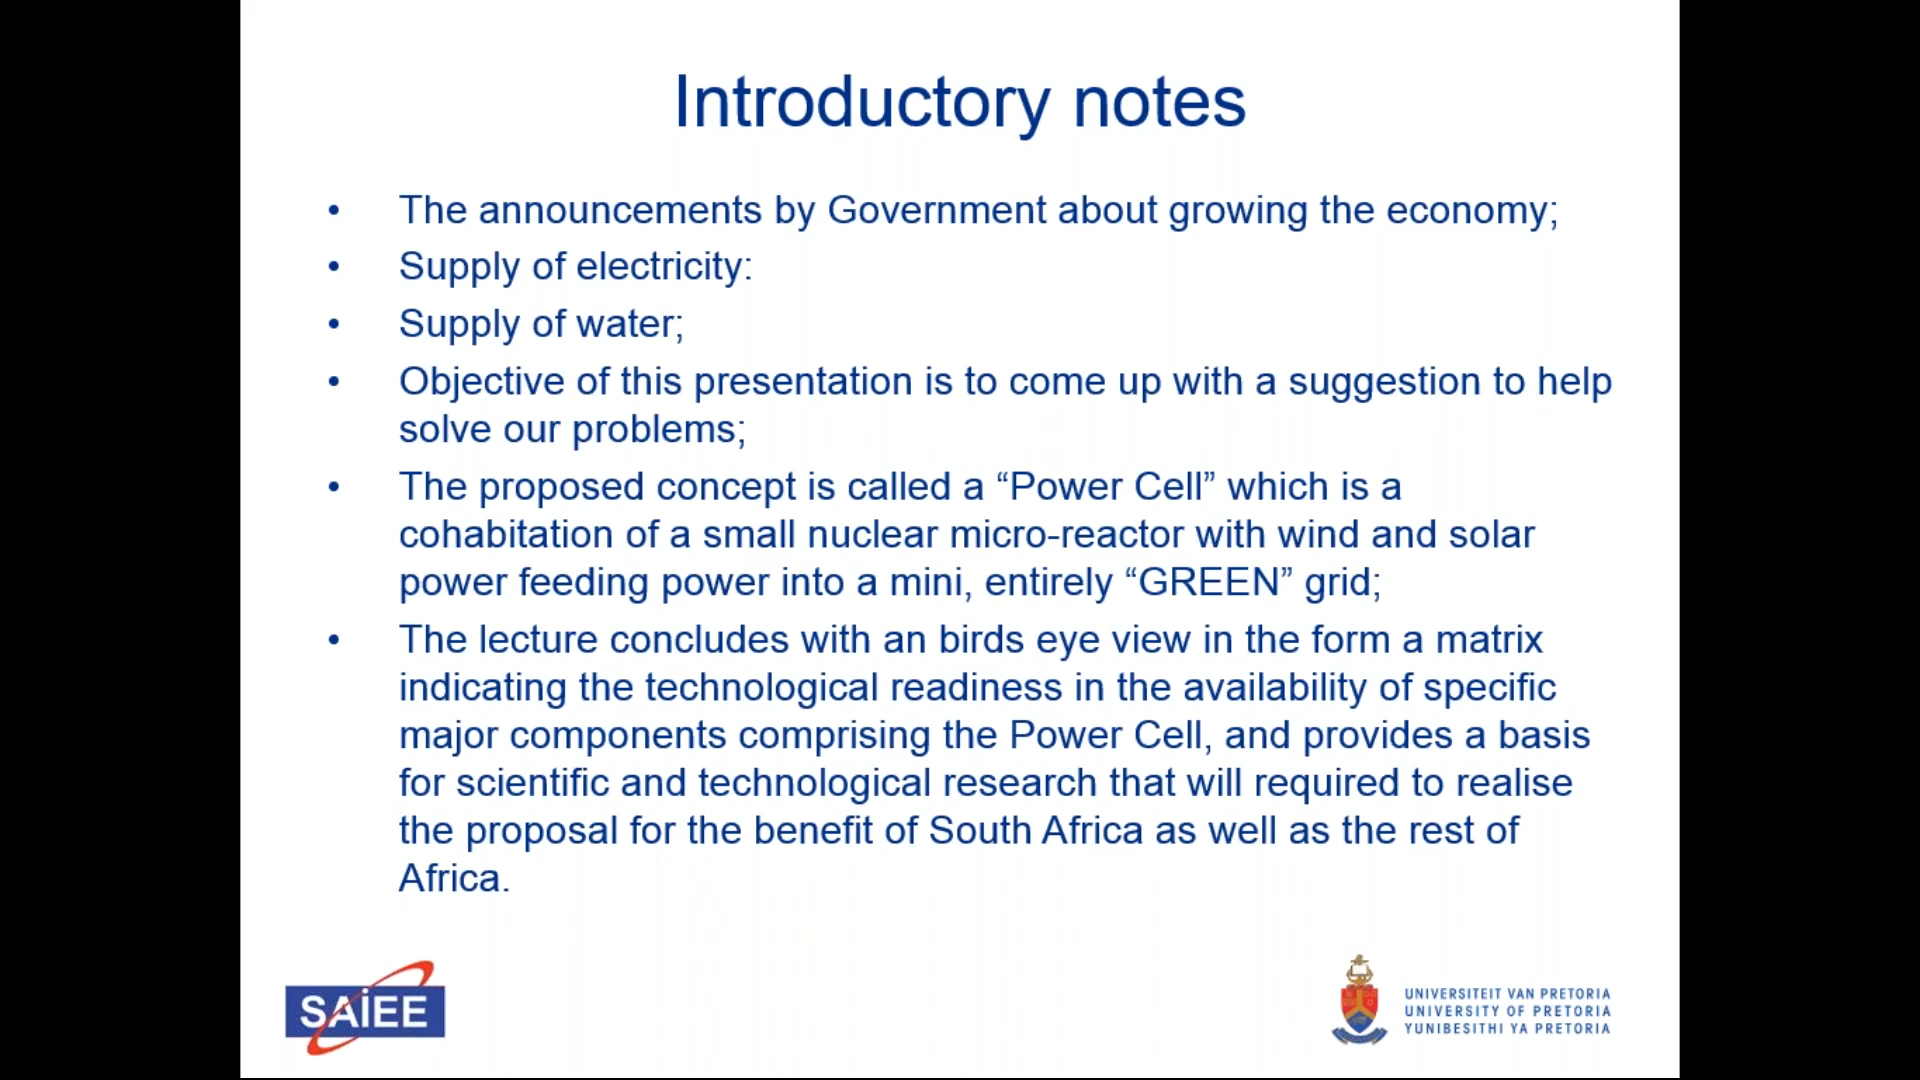 Introductory notes
• The announcements by Government about growing the economy;
• Supply of electricity:
• Supply of water;
• Objective of this presentation is to come up with a suggestion to help
solve our problems;
• The proposed concept is called a “Power Cell” which is a
cohabitation of a small nuclear micro-reactor with wind and solar
power feeding power into a mini, entirely “GREEN” grid;
• The lecture concludes with an birds eye view in the form a matrix
indicating the technological readiness in the availability of specific
major components comprising the Power Cell, and provides a basis
for scientific and technological research that will required to realise
the proposal for the benefit of South Africa as well as the rest of
Africa.
SAiEE
UNIVERSITEIT VAN PRETORIA
UNIVERSITY OF PRETORIA
YUNIBESITHI YA PRETORIA